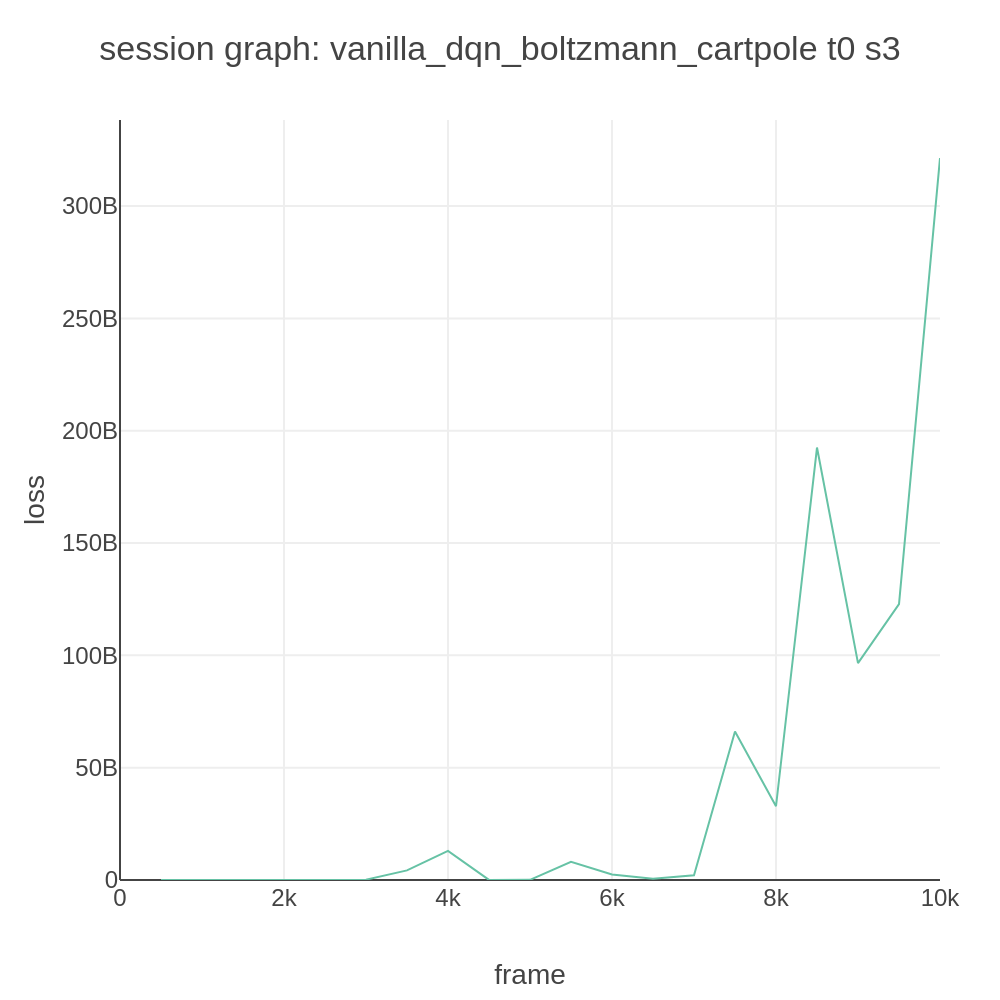 session graph: vanilla_dqn_boltzmann_cartpole t0 s3
300B
250B
200B
150B
100B
50B
0
loss
0 2k 4k 6k 8k 10k
frame